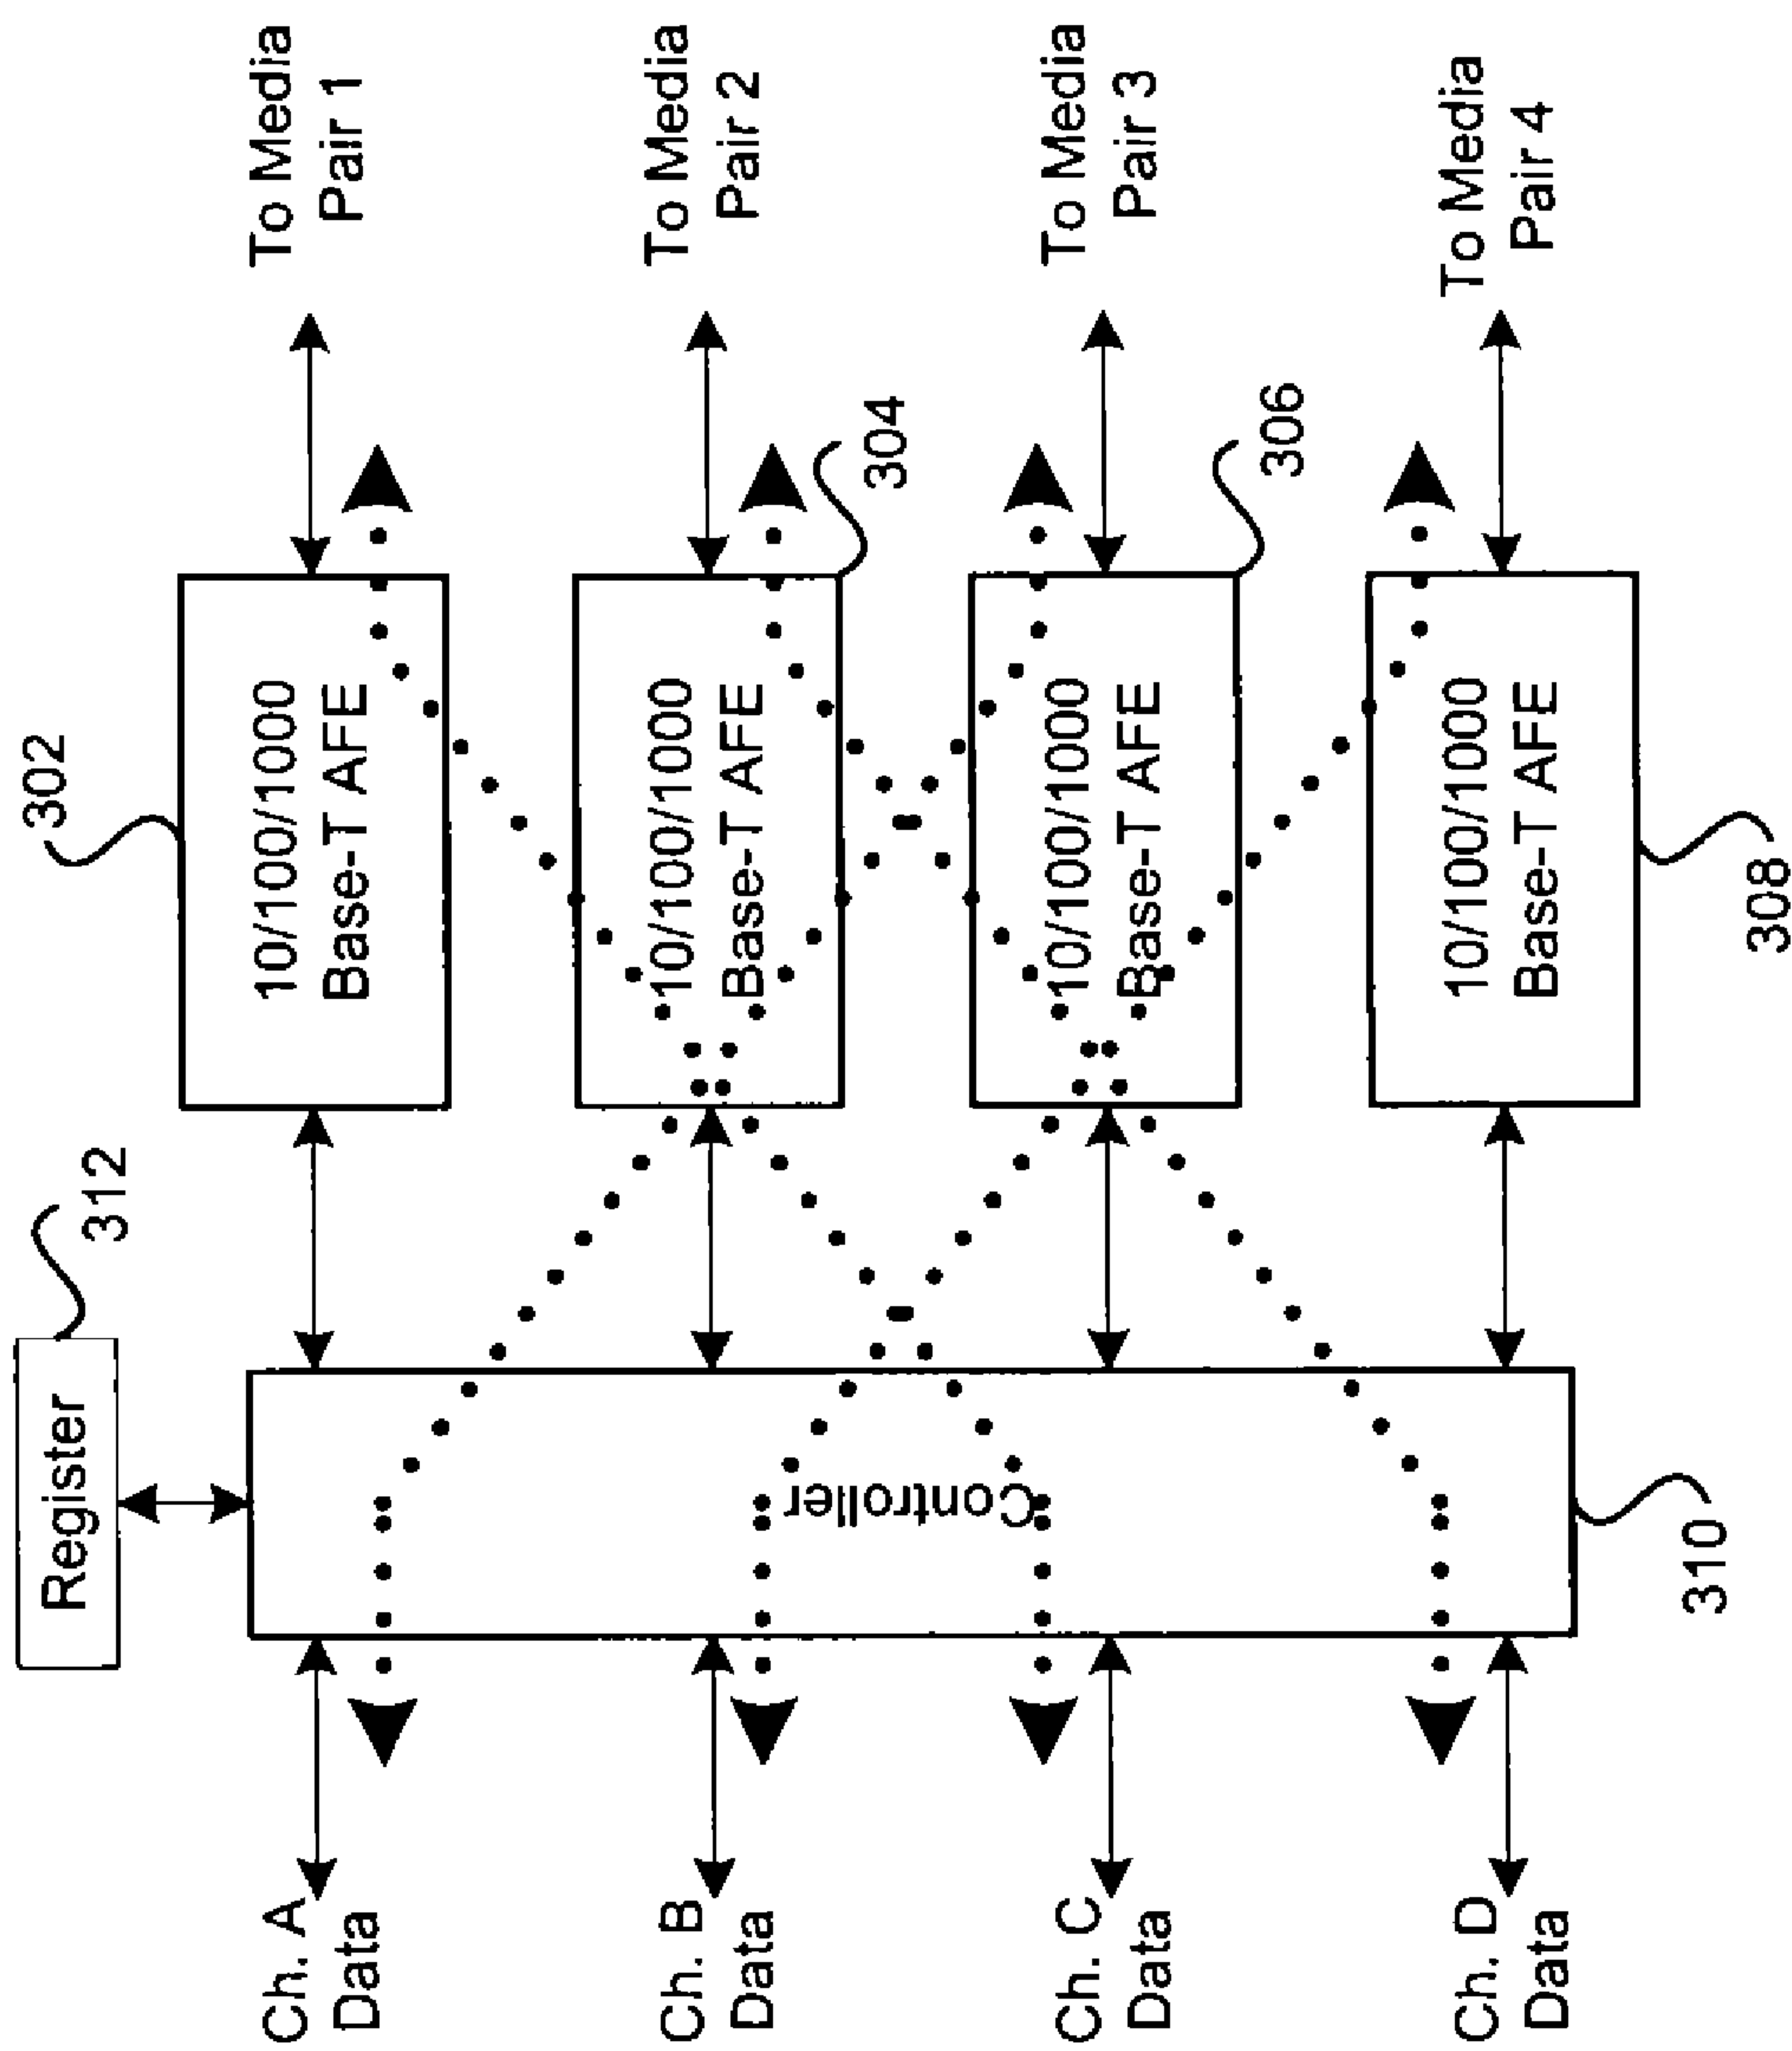 302
312
Register
Ch. A
Data
10/100/1000
Base-T AFE
To Media
Pair 1
Ch. B
Data
10/100/1000
Base-T AFE
To Media
Pair 2
304
Controller
Ch. C
Data
10/100/1000
Base-T AFE
To Media
Pair 3
306
Ch. D
Data
10/100/1000
Base-T AFE
To Media
Pair 4
310
308